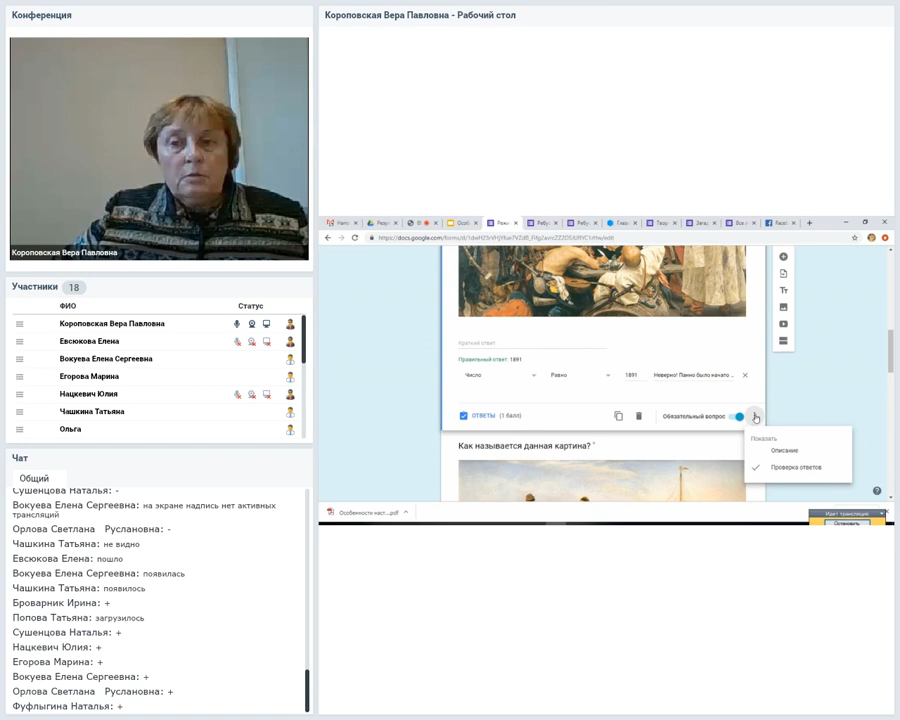 Конференция
Короповская Вера Павловна
Участники 18
ФИО Статус
Короповская Вера Павловна
Евсюкова Елена
Вокуева Елена Сергеевна
Егорова Марина
Нацкевич Юлия
Чашкина Татьяна
Ольга
Чат
Общий
Сушенцова Наталья: -
Вокуева Елена Сергеевна: на экране надпись нет активных
трансляций
Орлова Светлана Руслановна: -
Чашкина Татьяна: не видно
Евсюкова Елена: пошло
Вокуева Елена Сергеевна: появилась
Чашкина Татьяна: появилось
Броварник Ирина: +
Попова Татьяна: загрузилось
Сушенцова Наталья: +
Нацкевич Юлия: +
Егорова Марина: +
Вокуева Елена Сергеевна: +
Орлова Светлана Руслановна: +
Фуфлыгина Наталья: +
Короповская Вера Павловна - Рабочий стол
Краткий ответ
Правильный ответ: 1891
Число Равно 1891 Неверно! Панно было начато ...
ОТВЕТЫ (1 балл) Обязательный вопрос
Показать
Описание
Проверка ответов
Как называется данная картина? *
Особенности наст....pdf
Идет трансляция
Остановить